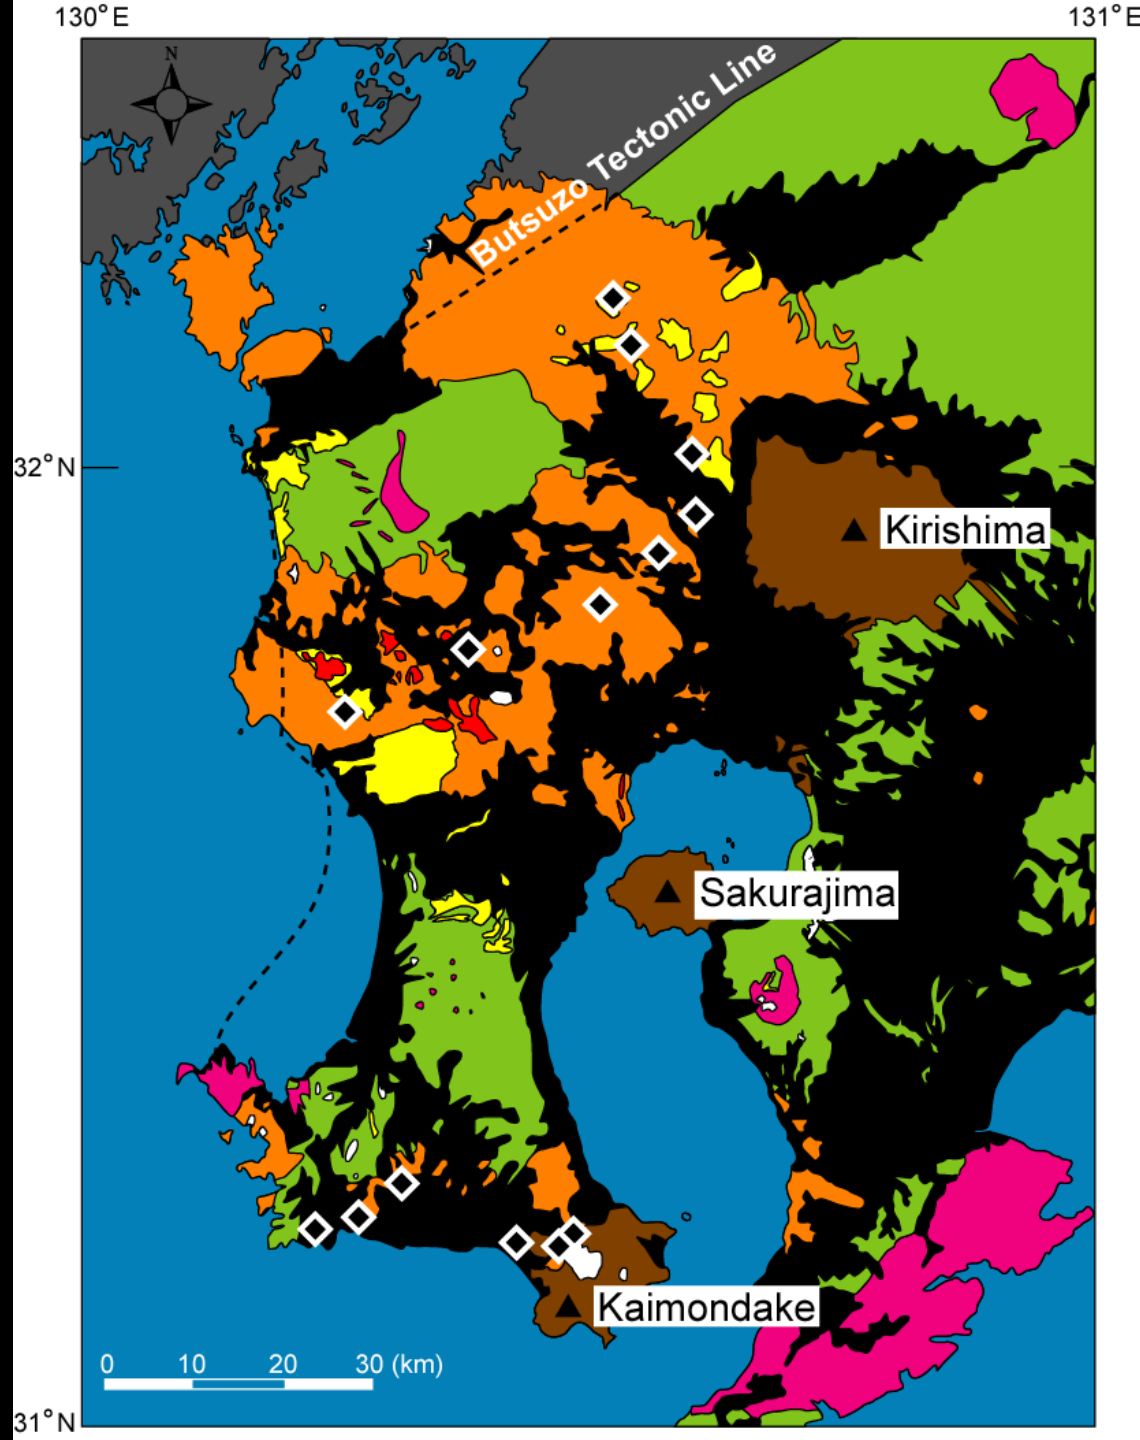 130°E
131°E
N
Butsuzo Tectonic Line
32°N
Kirishima
Sakurajima
Kaimondake
0 10 20 30 (km)
31°N